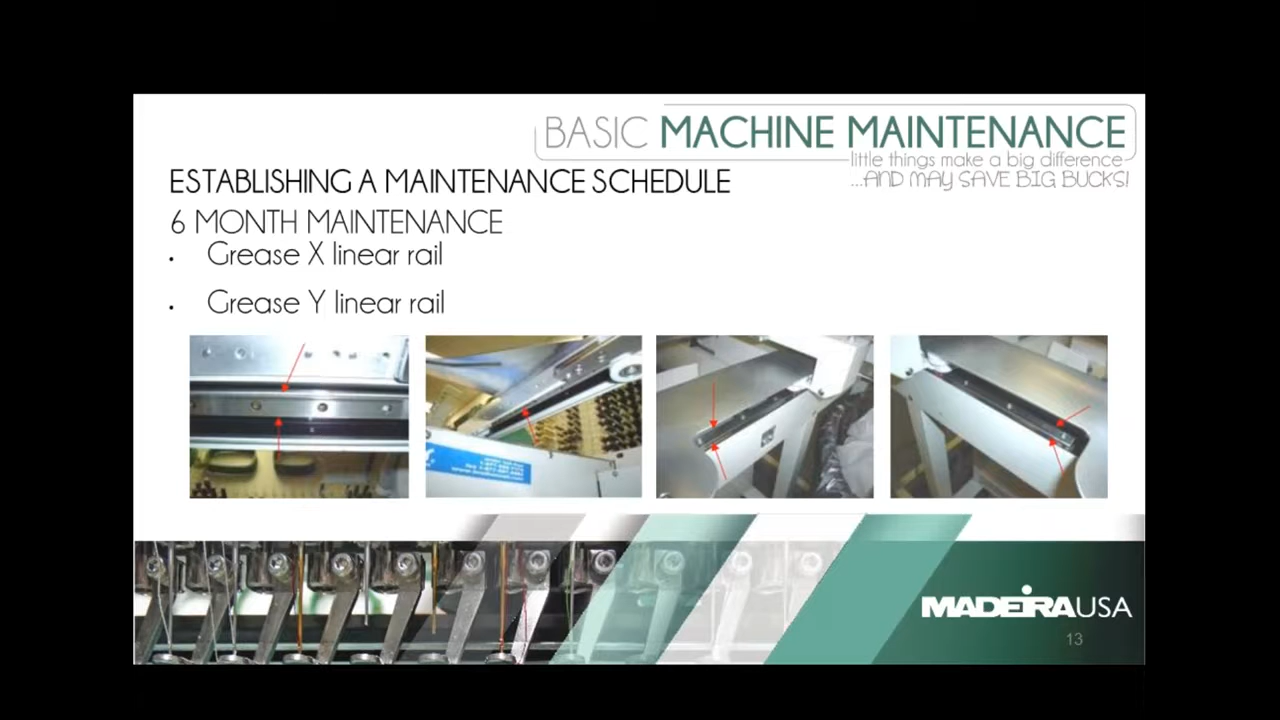 BASIC MACHINE MAINTENANCE
little things make a big difference
...AND MAY SAVE BIG BUCKS!
ESTABLISHING A MAINTENANCE SCHEDULE
6 MONTH MAINTENANCE
• Grease X linear rail
• Grease Y linear rail
MADEIRA USA
13